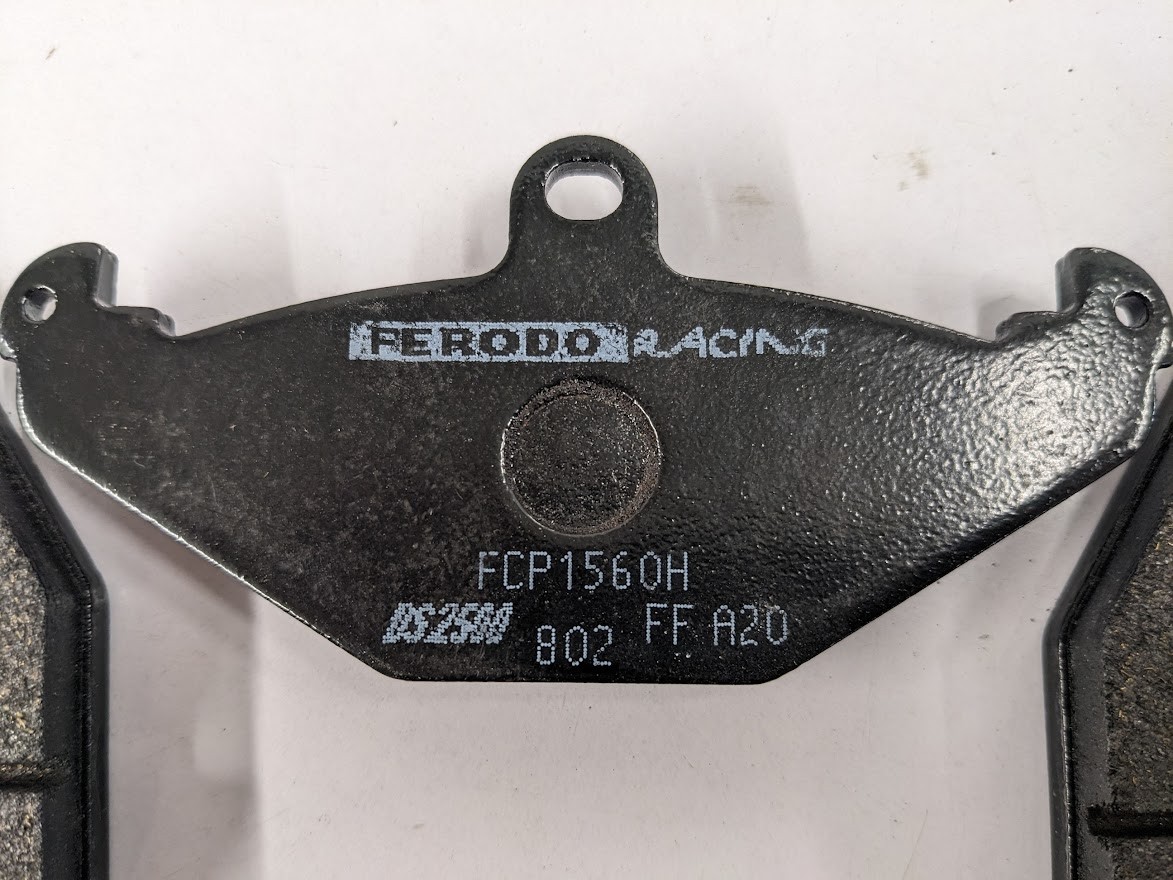 FERODO RACING
FCP1560H
DS2500 802 FF A20